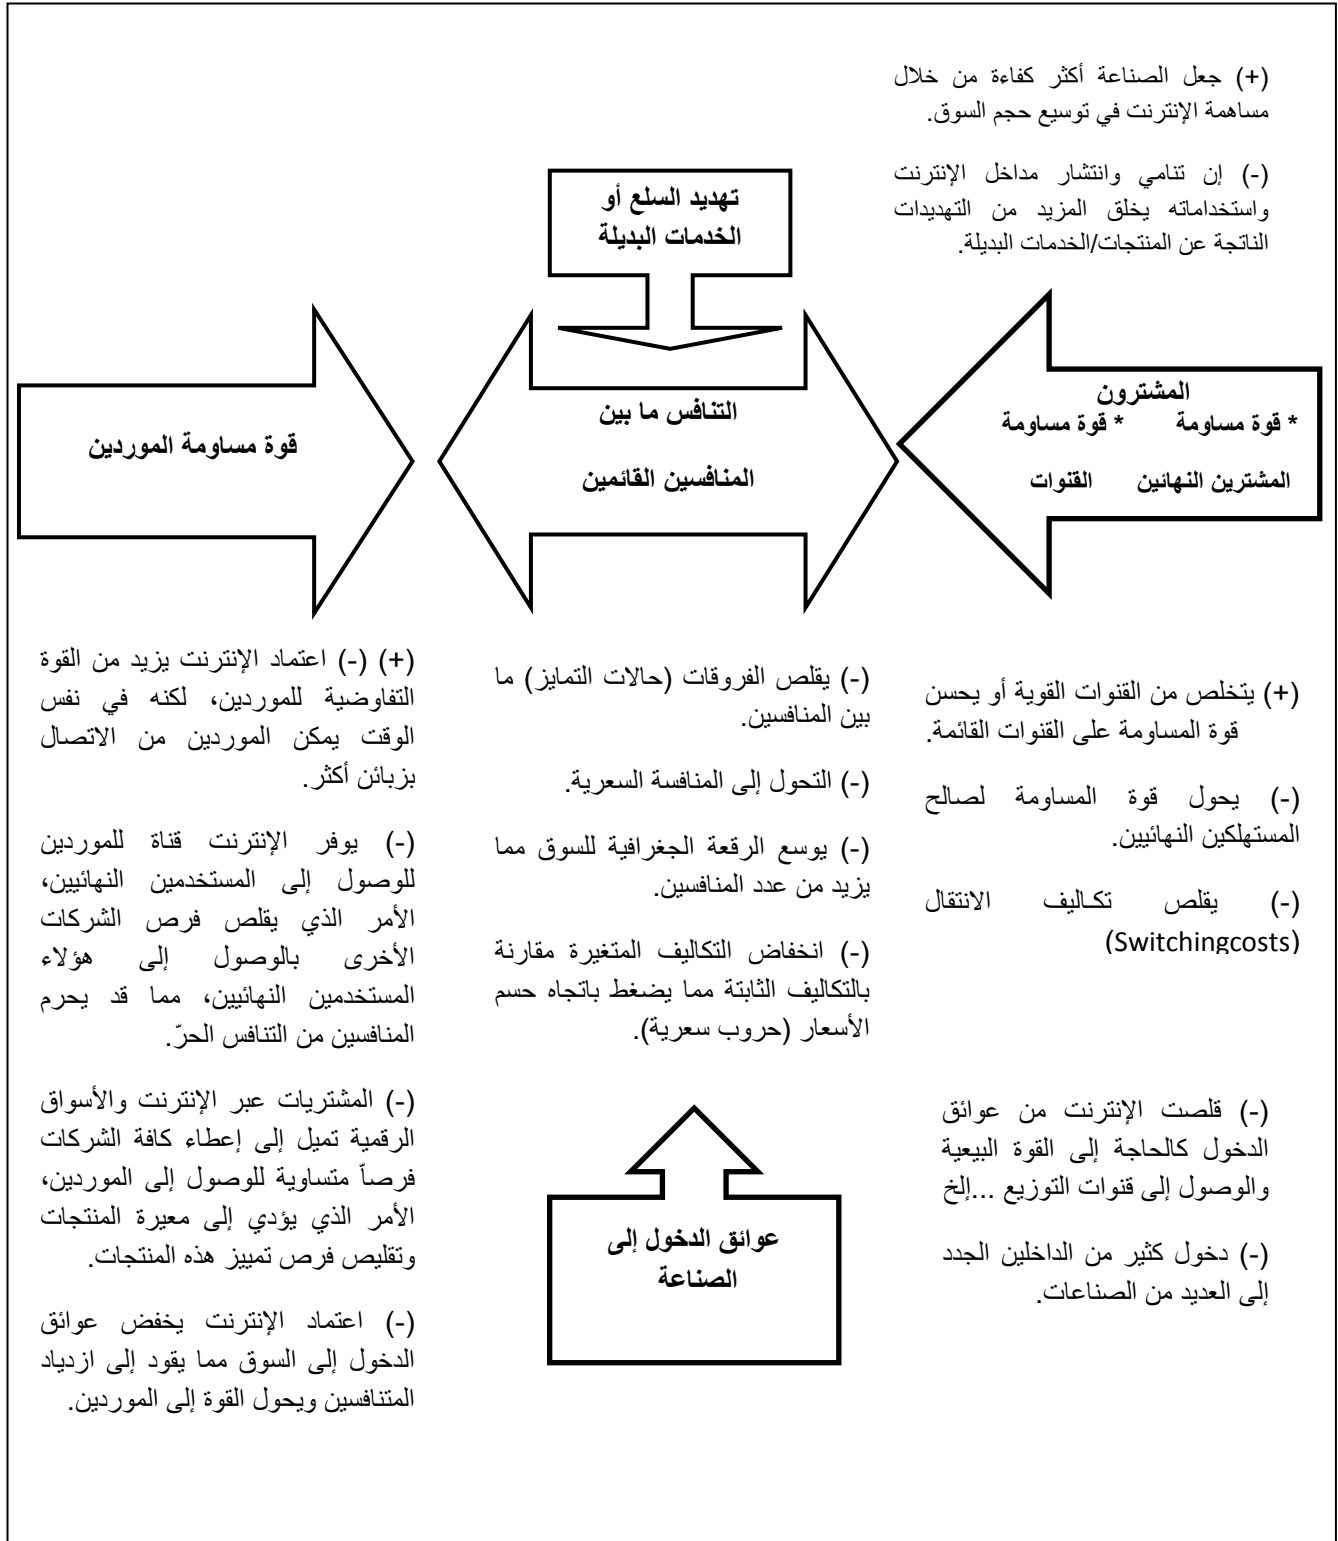 (+) جعل الصناعة أكثر كفاءة من خلال
مساهمة الإنترنت في توسيع حجم السوق.
(-) إن تنامي وانتشار مداخل الإنترنت
واستخداماته يخلق المزيد من التهديدات
الناتجة عن المنتجات/الخدمات البديلة.
تهديد السلع أو
الخدمات البديلة
المشترون
* قوة مساومة * قوة مساومة
المشترين النهائين القنوات
التنافس ما بين
المنافسين القائمين
قوة مساومة الموردين
(+) يتخلص من القنوات القوية أو يحسن
قوة المساومة على القنوات القائمة.
(-) يحول قوة المساومة لصالح
المستهلكين النهائيين.
(-) يقلص تكاليف الانتقال
(Switchingcosts)
(-) يقلص الفروقات (حالات التمايز) ما
بين المنافسين.
(-) التحول إلى المنافسة السعرية.
(-) يوسع الرقعة الجغرافية للسوق مما
يزيد من عدد المنافسين.
(-) انخفاض التكاليف المتغيرة مقارنة
بالتكاليف الثابتة مما يضغط باتجاه حسم
الأسعار (حروب سعرية).
(+) (-) اعتماد الإنترنت يزيد من القوة
التفاوضية للموردين، لكنه في نفس
الوقت يمكن الموردين من الاتصال
بزبائن أكثر.
(-) يوفر الإنترنت قناة للموردين
للوصول إلى المستخدمين النهائيين،
الأمر الذي يقلص فرص الشركات
الأخرى بالوصول إلى هؤلاء
المستخدمين النهائيين، مما قد يحرم
المنافسين من التنافس الحرّ.
(-) المشتريات عبر الإنترنت والأسواق
الرقمية تميل إلى إعطاء كافة الشركات
فرصاّ متساوية للوصول إلى الموردين،
الأمر الذي يؤدي إلى معيرة المنتجات
وتقليص فرص تمييز هذه المنتجات.
(-) اعتماد الإنترنت يخفض عوائق
الدخول إلى السوق مما يقود إلى ازدياد
المتنافسين ويحول القوة إلى الموردين.
(-) قلصت الإنترنت من عوائق
الدخول كالحاجة إلى القوة البيعية
والوصول إلى قنوات التوزيع ...إلخ
(-) دخول كثير من الداخلين الجدد
إلى العديد من الصناعات.
عوائق الدخول إلى
الصناعة